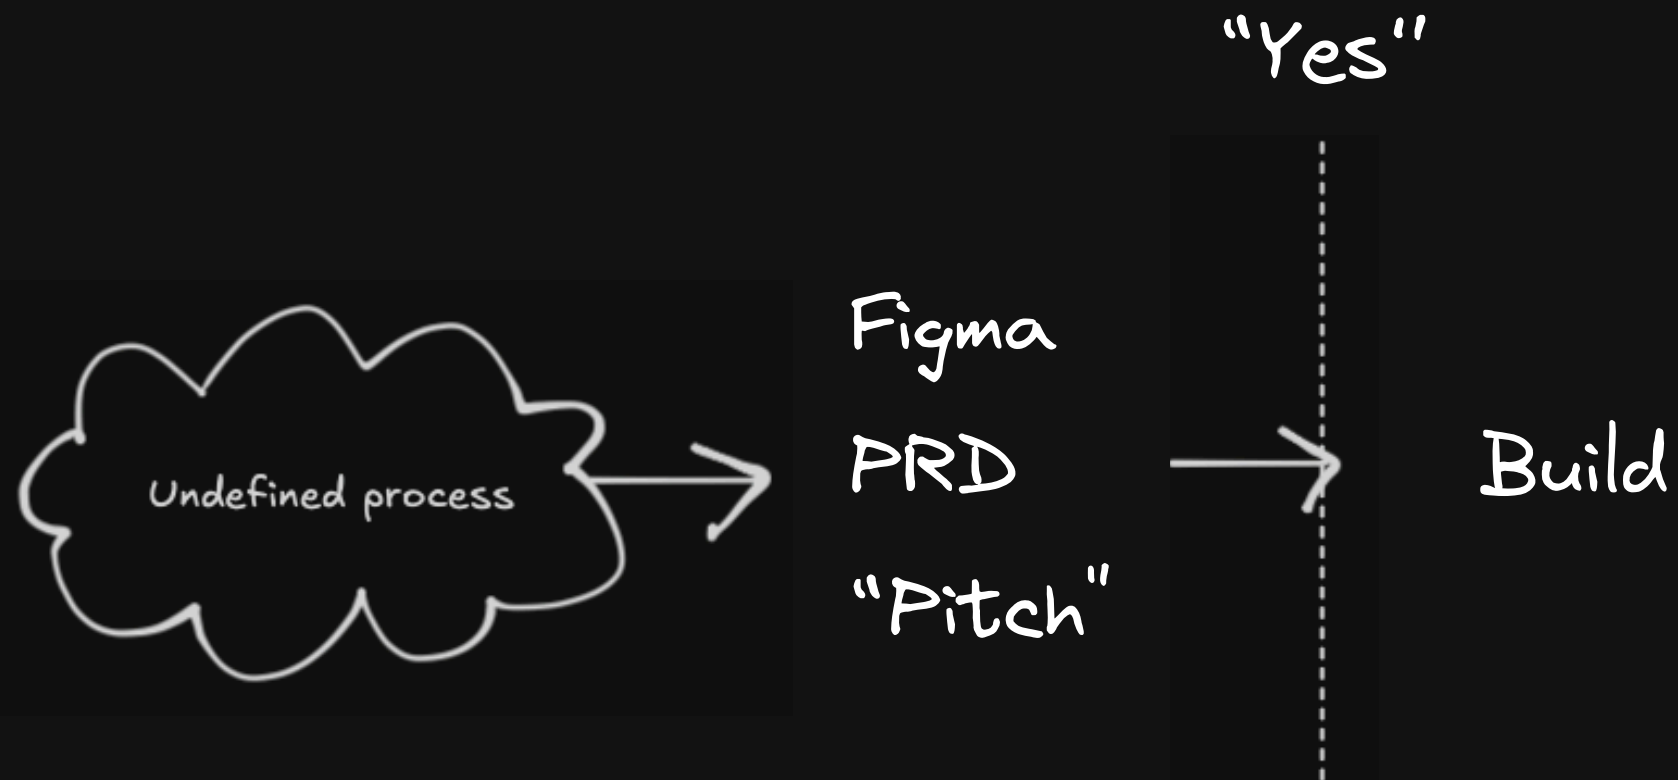 “Yes”
Undefined process
Figma
PRD
“Pitch”
Build